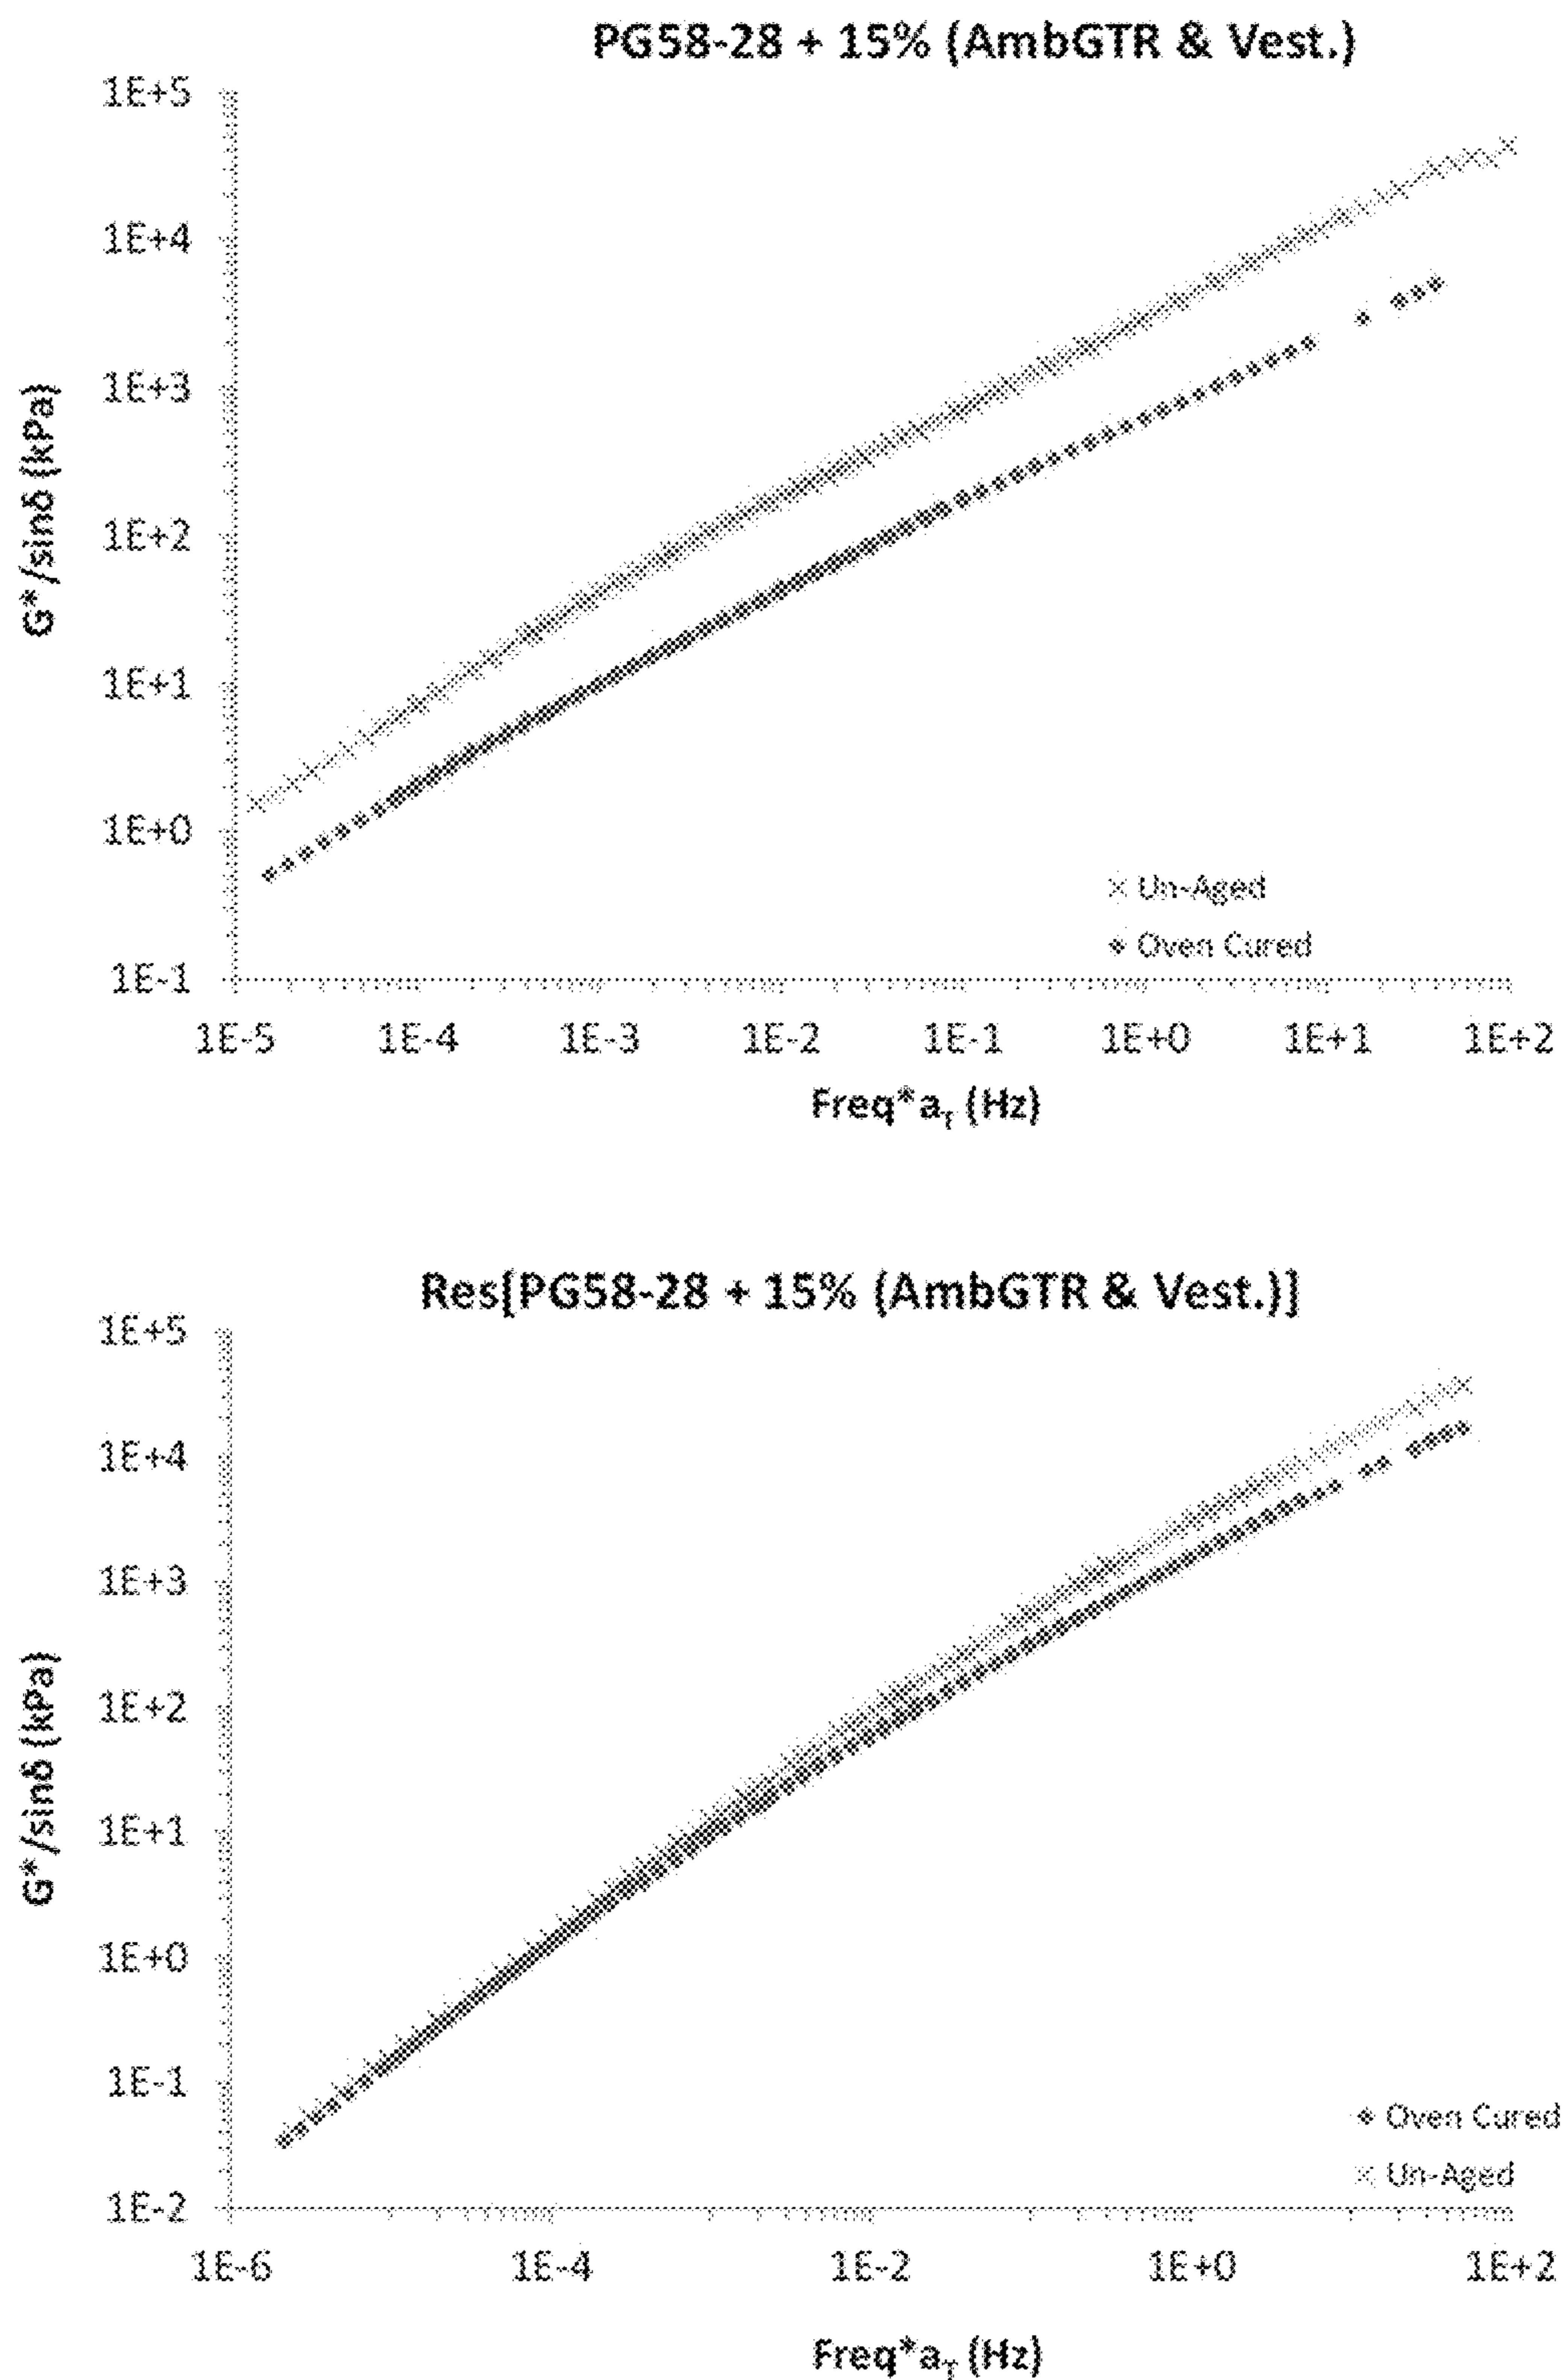 PG58-28 + 15% (AmbGTR & Vest.)
1E+5
1E+4
1E+3
1E+2
1E+1
1E+0
1E-1
G*/sinδ (kPa)
× Un-Aged
◆ Oven Cured
1E-5 1E-4 1E-3 1E-2 1E-1 1E+0 1E+1 1E+2
Freq*aT (Hz)
Res[PG58-28 + 15% (AmbGTR & Vest.)]
1E+5
1E+4
1E+3
1E+2
1E+1
1E+0
1E-1
1E-2
G*/sinδ (kPa)
◆ Oven Cured
× Un-Aged
1E-6 1E-4 1E-2 1E+0 1E+2
Freq*aT (Hz)